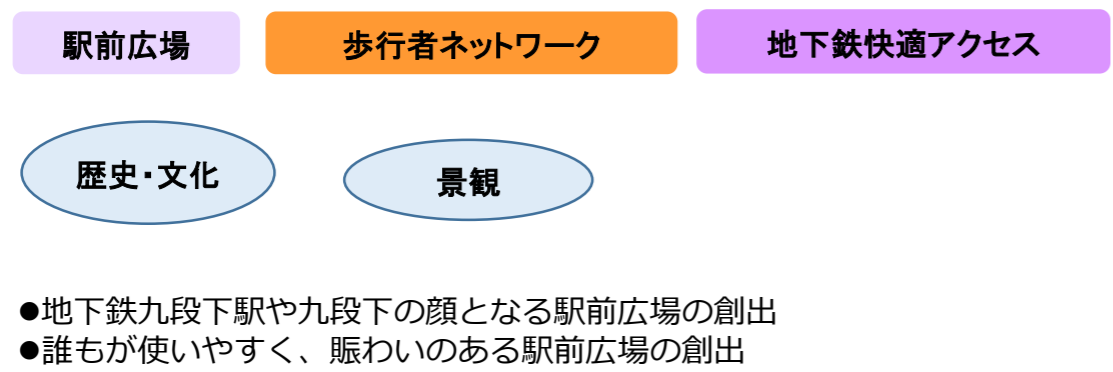 駅前広場
歩行者ネットワーク
地下鉄快適アクセス
歴史・文化
景観
●地下鉄九段下駅や九段下の顔となる駅前広場の創出
●誰もが使いやすく、賑わいのある駅前広場の創出